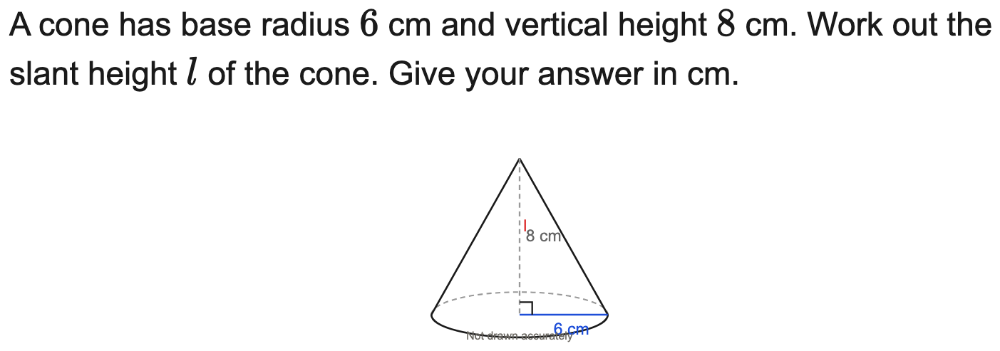 A cone has base radius 6 cm and vertical height 8 cm. Work out the
slant height l of the cone. Give your answer in cm.
l
8 cm
6 cm
Not drawn accurately